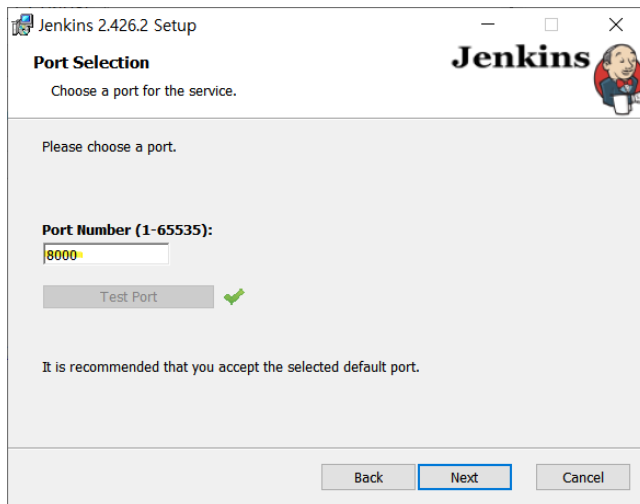 Jenkins 2.426.2 Setup
Port Selection
Jenkins
Choose a port for the service.
Please choose a port.
Port Number (1-65535):
8000
Test Port
It is recommended that you accept the selected default port.
Back
Next
Cancel